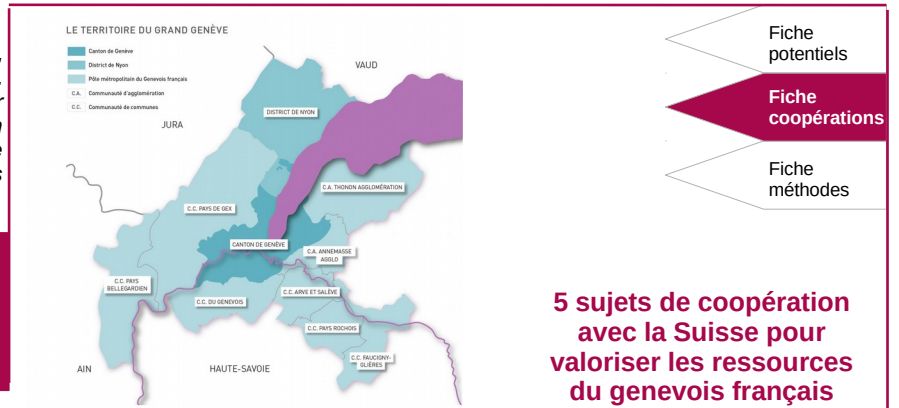 LE TERRITOIRE DU GRAND GENÈVE
Canton de Genève
District de Nyon
Pôle métropolitain du Genevois français
C.A. Communauté d'agglomération
C.C. Communauté de communes
VAUD
JURA
DISTRICT DE NYON
C.A. THONON AGGLOMÉRATION
C.C. PAYS DE GEX
CANTON DE GENÈVE
C.A. ANNEMASSE
AGGLO
C.C. PAYS
BELLEGARDIEN
C.C. ARVE ET SALÈVE
C.C. DU GENEVOIS
C.C. PAYS ROCHOIS
C.C. FAUCIGNY-
GLIÈRES
AIN
HAUTE-SAVOIE
Fiche
potentiels
Fiche
coopérations
Fiche
méthodes
5 sujets de coopération
avec la Suisse pour
valoriser les ressources
du genevois français